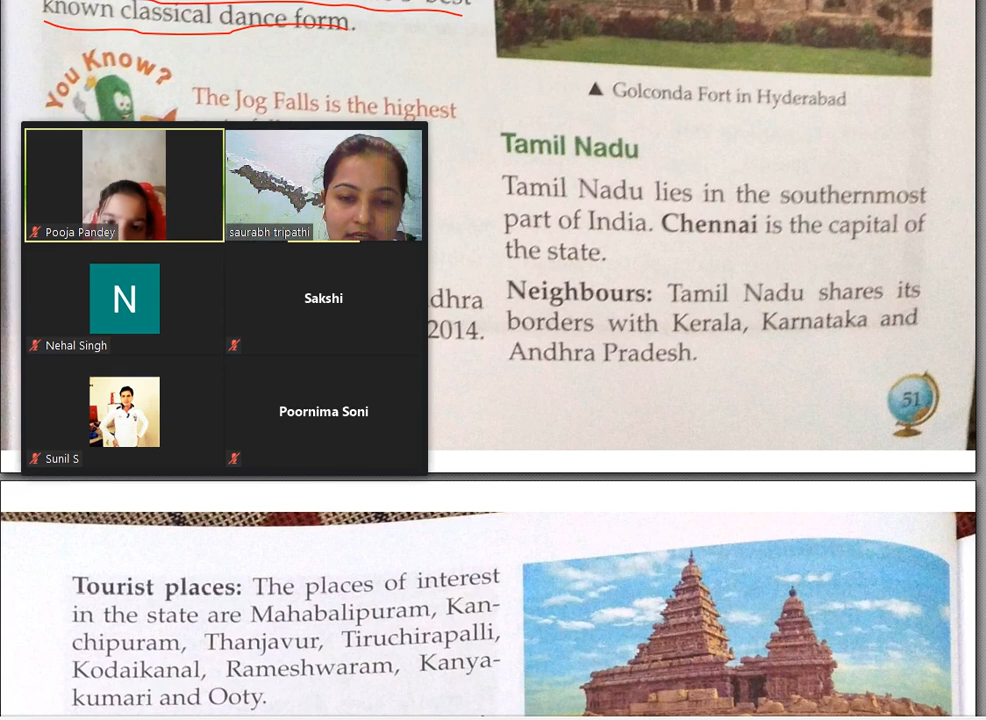 known classical dance form.
You Know?
The Jog Falls is the highest
dhra
2014.
▲ Golconda Fort in Hyderabad
Tamil Nadu
Tamil Nadu lies in the southernmost
part of India. Chennai is the capital of
the state.
Neighbours: Tamil Nadu shares its
borders with Kerala, Karnataka and
Andhra Pradesh.
51
Pooja Pandey
saurabh tripathi
N
Nehal Singh
Sakshi
Sunil S
Poornima Soni
Tourist places: The places of interest
in the state are Mahabalipuram, Kan-
chipuram, Thanjavur, Tiruchirapalli,
Kodaikanal, Rameshwaram, Kanya-
kumari and Ooty.